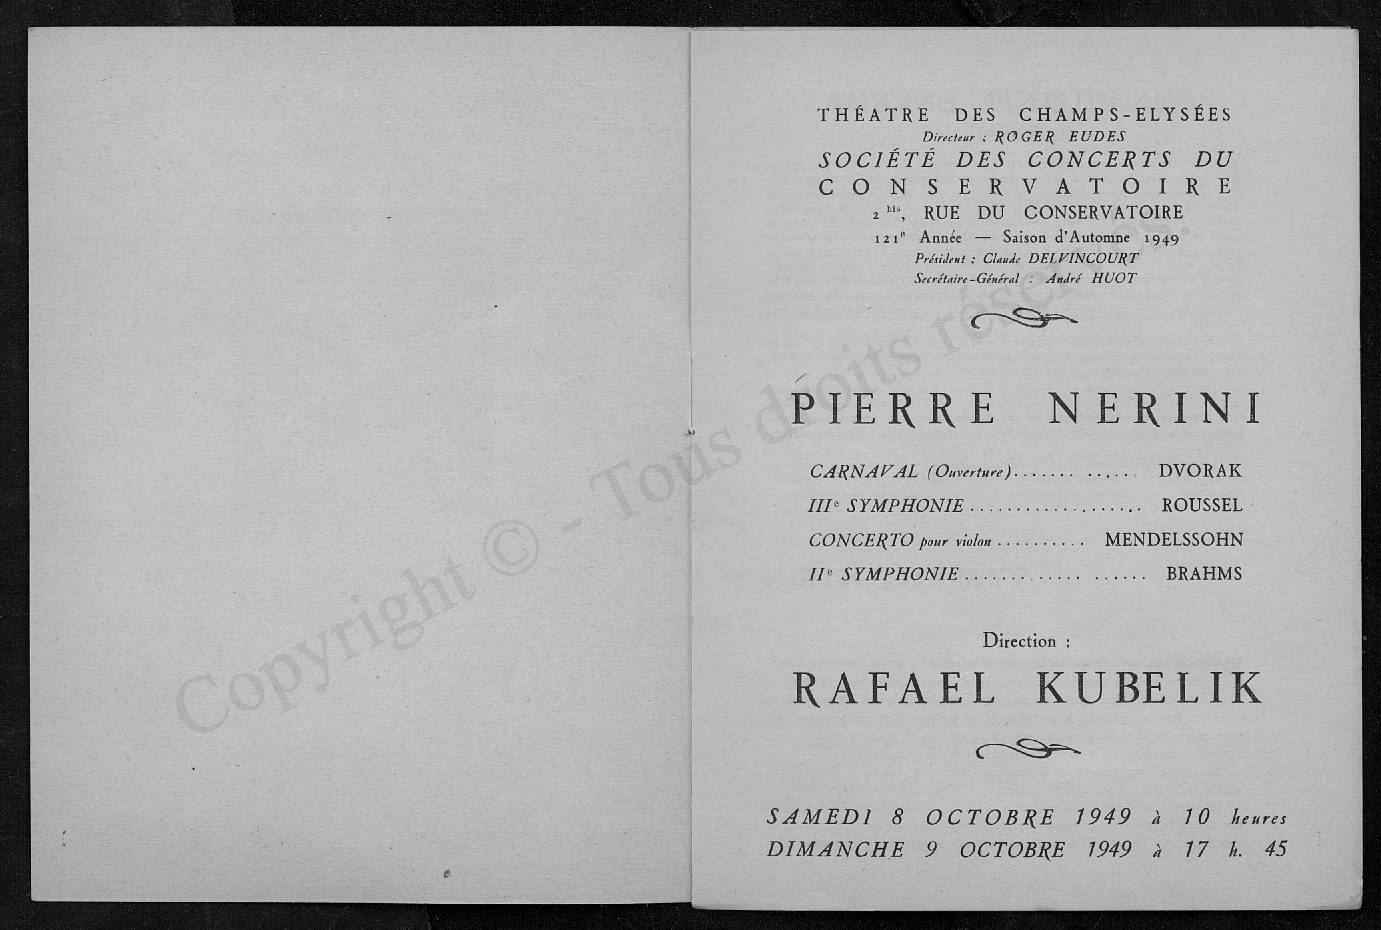 THÉATRE DES CHAMPS-ELYSÉES
Directeur : ROGER EUDES
SOCIÉTÉ DES CONCERTS DU
CONSERVATOIRE
2 bis, RUE DU CONSERVATOIRE
121e Année — Saison d'Automne 1949
Président : Claude DELVINCOURT
Secrétaire-Général : André HUOT
PIERRE NERINI
CARNAVAL (Ouverture)....... ..,... DVORAK
IIIe SYMPHONIE ................... ROUSSEL
CONCERTO pour violon .......... MENDELSSOHN
IIe SYMPHONIE ............. ...... BRAHMS
Direction :
RAFAEL KUBELIK
SAMEDI 8 OCTOBRE 1949 à 10 heures
DIMANCHE 9 OCTOBRE 1949 à 17 h. 45
Copyright © - Tous droits réservés.